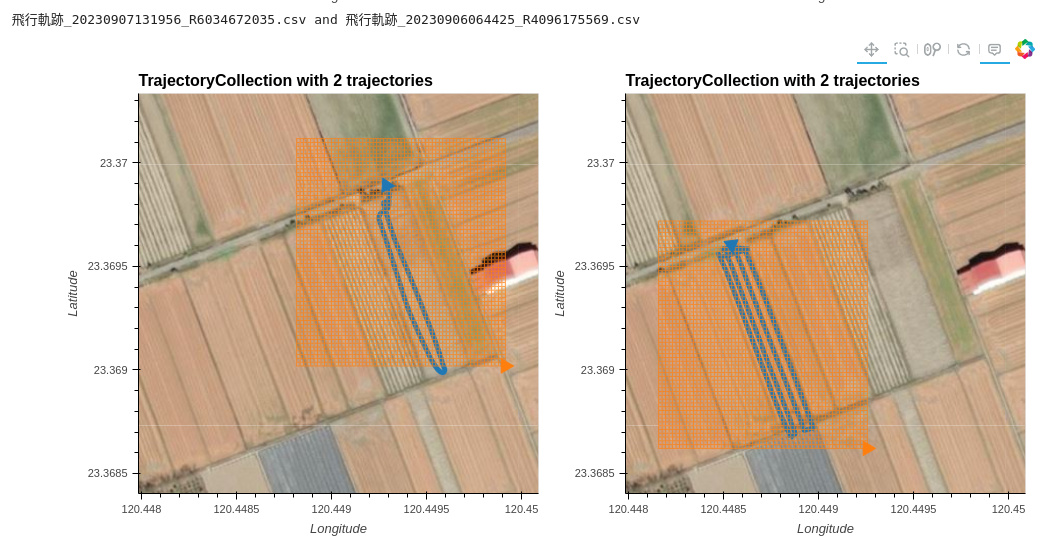 飛行軌跡_20230907131956_R6034672035.csv and 飛行軌跡_20230906064425_R4096175569.csv
TrajectoryCollection with 2 trajectories
23.37
23.3695
23.369
23.3685
Latitude
120.448
120.4485
120.449
120.4495
120.45
Longitude
TrajectoryCollection with 2 trajectories
23.37
23.3695
23.369
23.3685
Latitude
120.448
120.4485
120.449
120.4495
120.45
Longitude